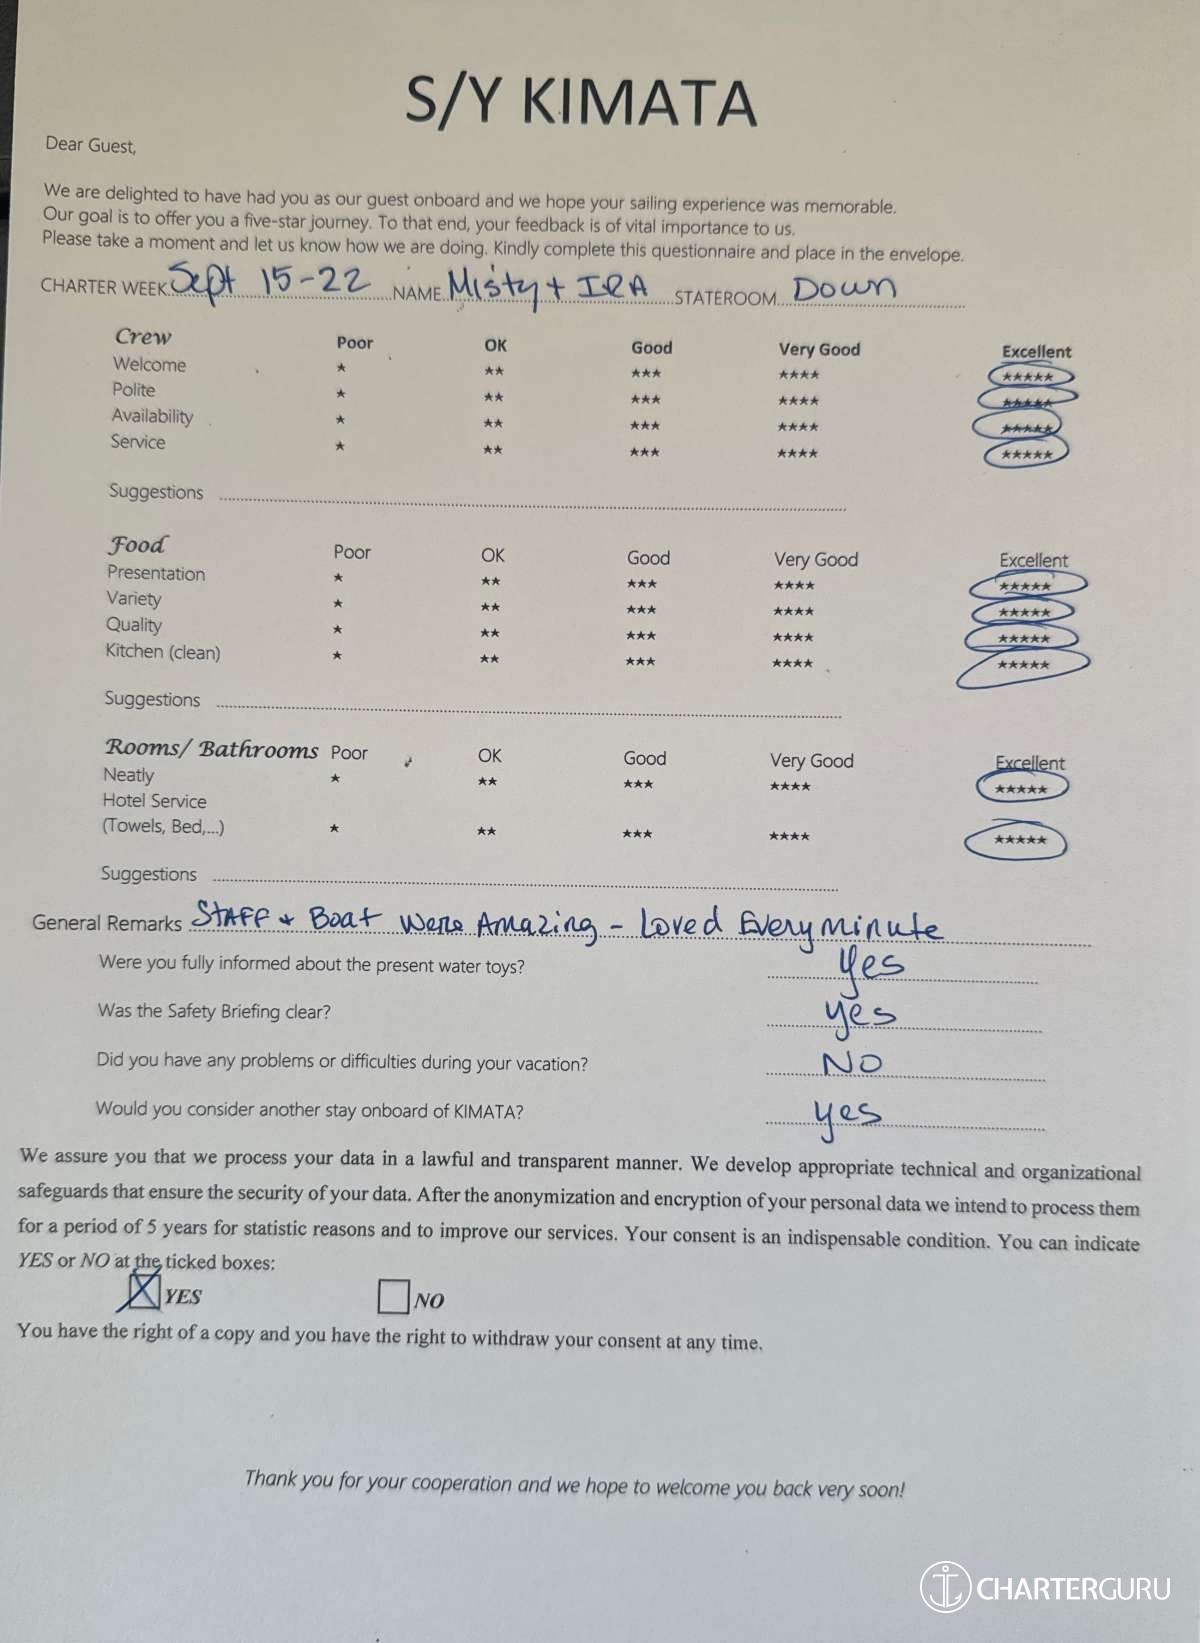 S/Y KIMATA
Dear Guest,
We are delighted to have had you as our guest onboard and we hope your sailing experience was memorable.
Our goal is to offer you a five-star journey. To that end, your feedback is of vital importance to us.
Please take a moment and let us know how we are doing. Kindly complete this questionnaire and place in the envelope.
CHARTER WEEK Sept 15-22 NAME Misty + IRA STATEROOM Down
Crew Poor OK Good Very Good Excellent
Welcome ★ ★★ ★★★ ★★★★ ★★★★★
Polite ★ ★★ ★★★ ★★★★ ★★★★★
Availability ★ ★★ ★★★ ★★★★ ★★★★★
Service ★ ★★ ★★★ ★★★★ ★★★★★
Suggestions
Food Poor OK Good Very Good Excellent
Presentation ★ ★★ ★★★ ★★★★ ★★★★★
Variety ★ ★★ ★★★ ★★★★ ★★★★★
Quality ★ ★★ ★★★ ★★★★ ★★★★★
Kitchen (clean) ★ ★★ ★★★ ★★★★ ★★★★★
Suggestions
Rooms/ Bathrooms Poor OK Good Very Good Excellent
Neatly ★ ★★ ★★★ ★★★★ ★★★★★
Hotel Service
(Towels, Bed,...) ★ ★★ ★★★ ★★★★ ★★★★★
Suggestions
General Remarks STAFF + Boat Were Amazing - Loved Every minute
Were you fully informed about the present water toys? Yes
Was the Safety Briefing clear? yes
Did you have any problems or difficulties during your vacation? NO
Would you consider another stay onboard of KIMATA? yes
We assure you that we process your data in a lawful and transparent manner. We develop appropriate technical and organizational
safeguards that ensure the security of your data. After the anonymization and encryption of your personal data we intend to process them
for a period of 5 years for statistic reasons and to improve our services. Your consent is an indispensable condition. You can indicate
YES or NO at the ticked boxes:
X YES NO
You have the right of a copy and you have the right to withdraw your consent at any time.
Thank you for your cooperation and we hope to welcome you back very soon!
CHARTERGURU